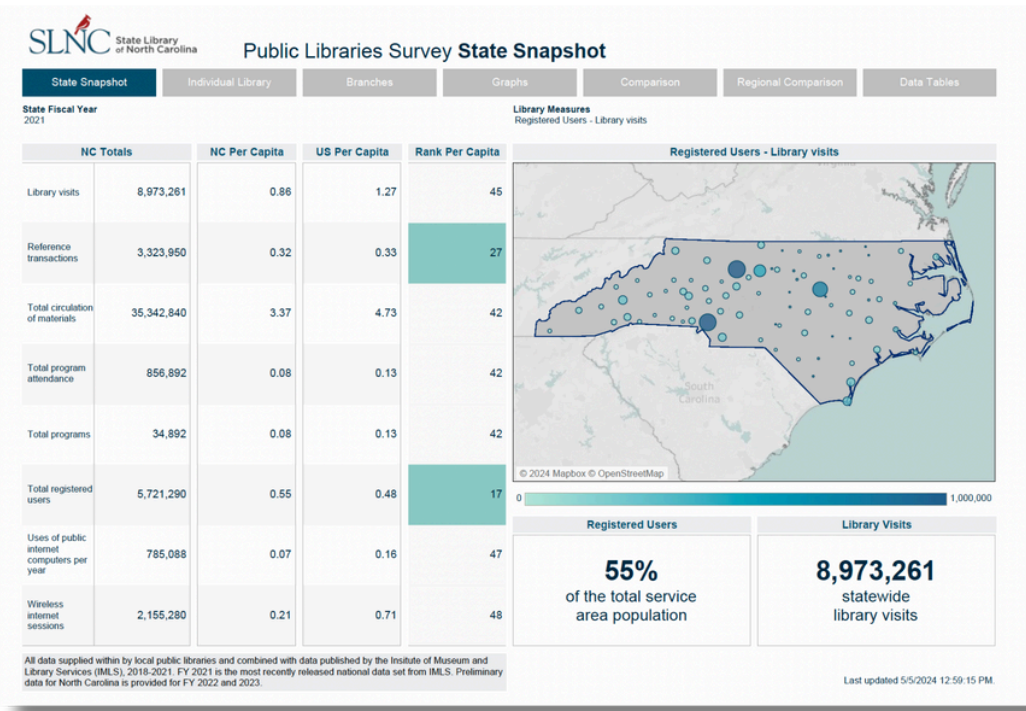 SLNC State Library
of North Carolina
Public Libraries Survey State Snapshot
State Snapshot
Individual Library
Branches
Graphs
Comparison
Regional Comparison
Data Tables
State Fiscal Year
2021
Library Measures
Registered Users - Library visits
NC Totals NC Per Capita US Per Capita Rank Per Capita
Library visits 8,973,261 0.86 1.27 45
Reference
transactions 3,323,950 0.32 0.33 27
Total circulation
of materials 35,342,840 3.37 4.73 42
Total program
attendance 856,892 0.08 0.13 42
Total programs 34,892 0.08 0.13 42
Total registered
users 5,721,290 0.55 0.48 17
Uses of public
internet
computers per
year 785,088 0.07 0.16 47
Wireless
internet
sessions 2,155,280 0.21 0.71 48
All data supplied within by local public libraries and combined with data published by the Insitute of Museum and
Library Services (IMLS), 2018-2021. FY 2021 is the most recently released national data set from IMLS. Preliminary
data for North Carolina is provided for FY 2022 and 2023.
Registered Users - Library visits
South
Carolina
© 2024 Mapbox © OpenStreetMap
0 1,000,000
Registered Users
55%
of the total service
area population
Library Visits
8,973,261
statewide
library visits
Last updated 5/5/2024 12:59:15 PM.